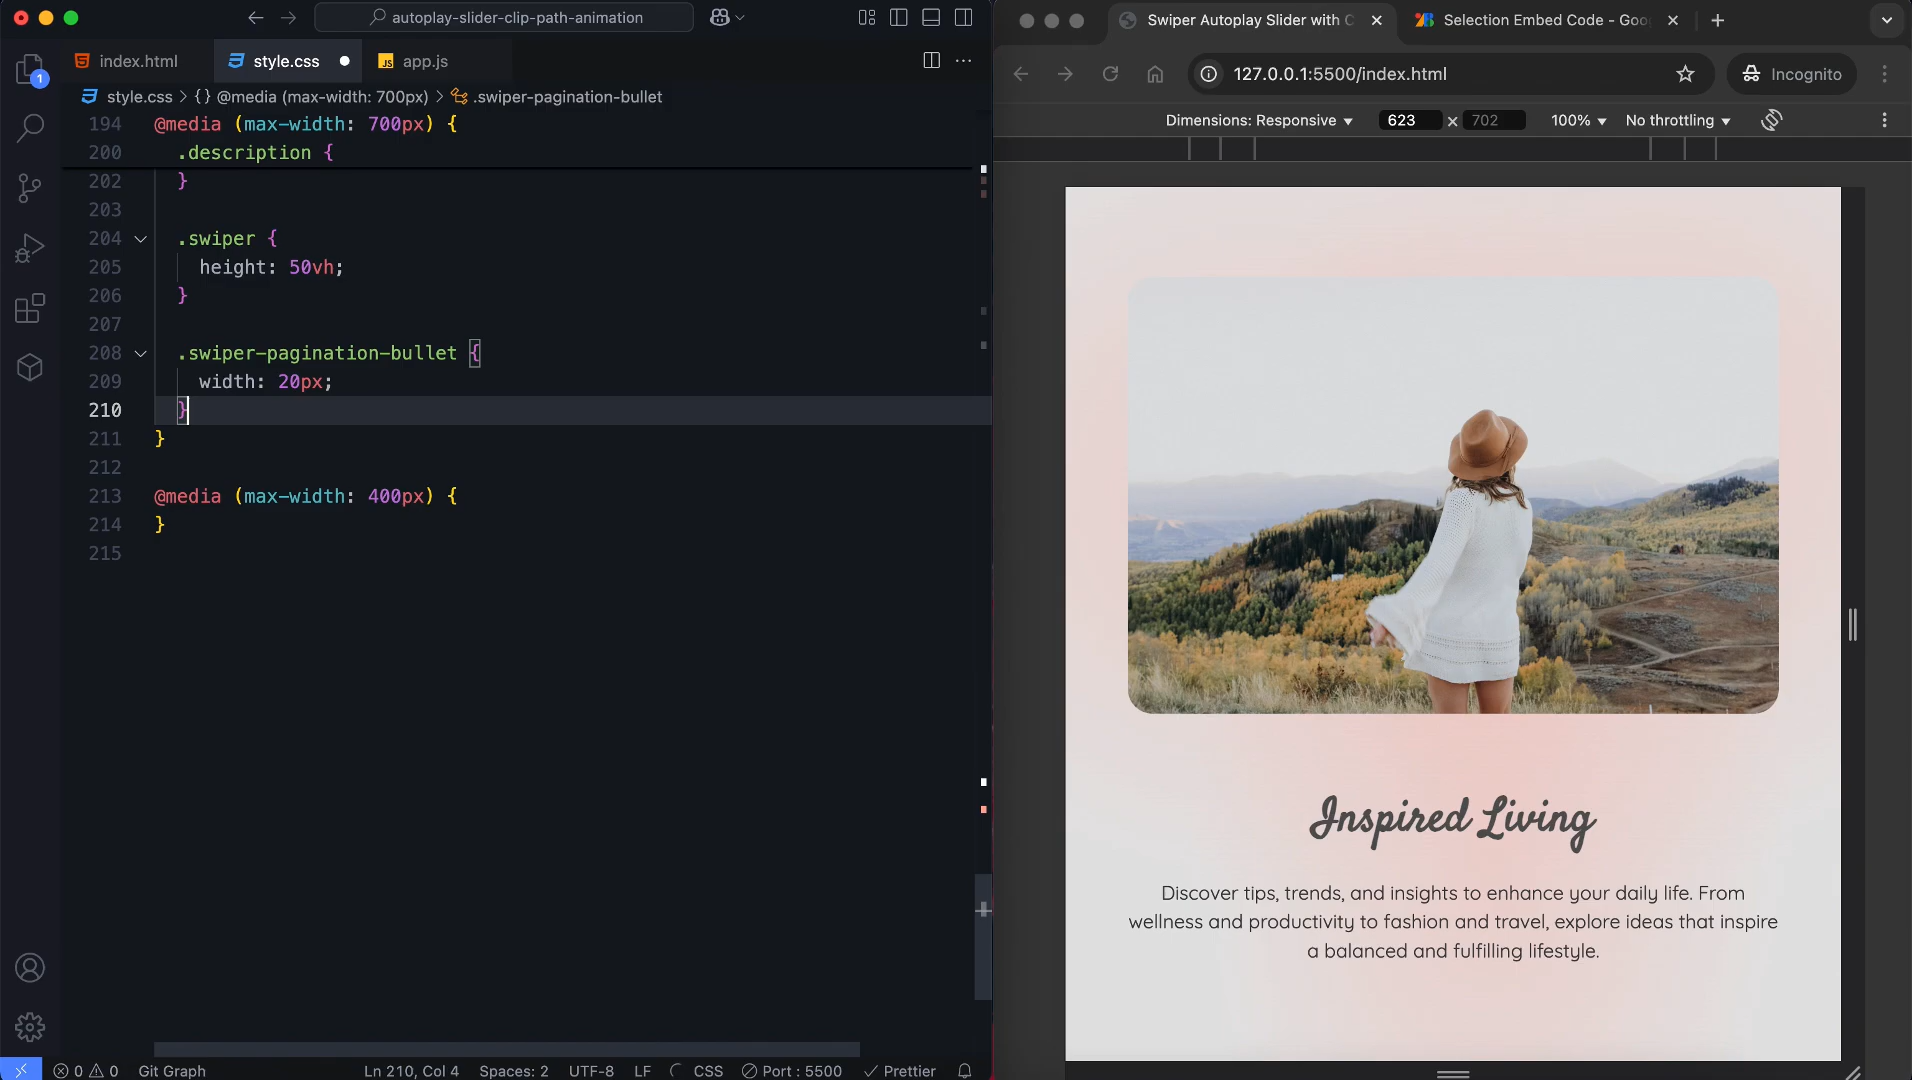 autoplay-slider-clip-path-animation
index.html
style.css
app.js
style.css > {} @media (max-width: 700px) > .swiper-pagination-bullet
194 @media (max-width: 700px) {
200 .description {
202 }
203
204 .swiper {
205 height: 50vh;
206 }
207
208 .swiper-pagination-bullet {
209 width: 20px;
210 }
211 }
212
213 @media (max-width: 400px) {
214 }
215
1
0 0 Git Graph Ln 210, Col 4 Spaces: 2 UTF-8 LF CSS Port : 5500 Prettier
Swiper Autoplay Slider with
Selection Embed Code - Goo
127.0.0.1:5500/index.html
Incognito
Dimensions: Responsive 623 × 702 100% No throttling
Inspired Living
Discover tips, trends, and insights to enhance your daily life. From
wellness and productivity to fashion and travel, explore ideas that inspire
a balanced and fulfilling lifestyle.